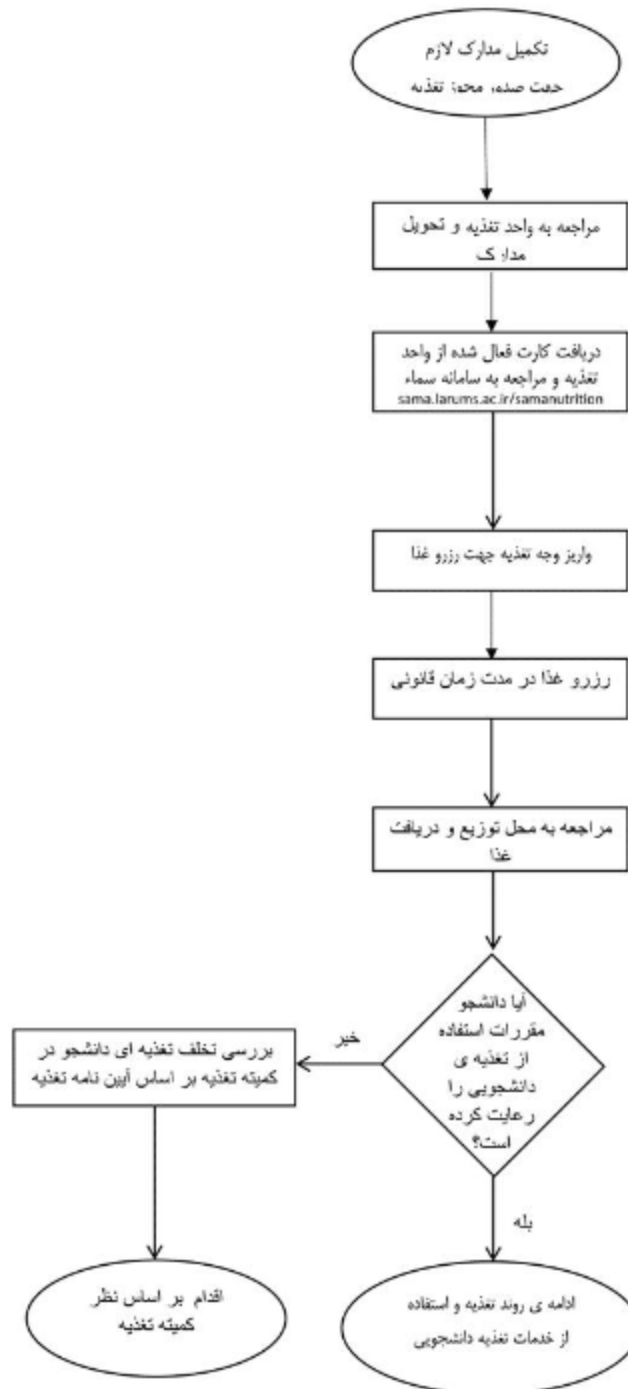 تکمیل مدارک لازم
جهت صدور مجوز تغذیه
مراجعه به واحد تغذیه و تحویل
مدارک
دریافت کارت فعال شده از واحد
تغذیه و مراجعه به سامانه سماء
sama.larums.ac.ir/samanutrition
واریز وجه تغذیه جهت رزرو غذا
رزرو غذا در مدت زمان قانونی
مراجعه به محل توزیع و دریافت
غذا
آیا دانشجو
مقررات استفاده
از تغذیه ی
دانشجویی را
رعایت کرده
است؟
خیر
بررسی تخلف تغذیه ای دانشجو در
کمیته تغذیه بر اساس آیین نامه تغذیه
بله
اقدام بر اساس نظر
کمیته تغذیه
ادامه ی روند تغذیه و استفاده
از خدمات تغذیه دانشجویی